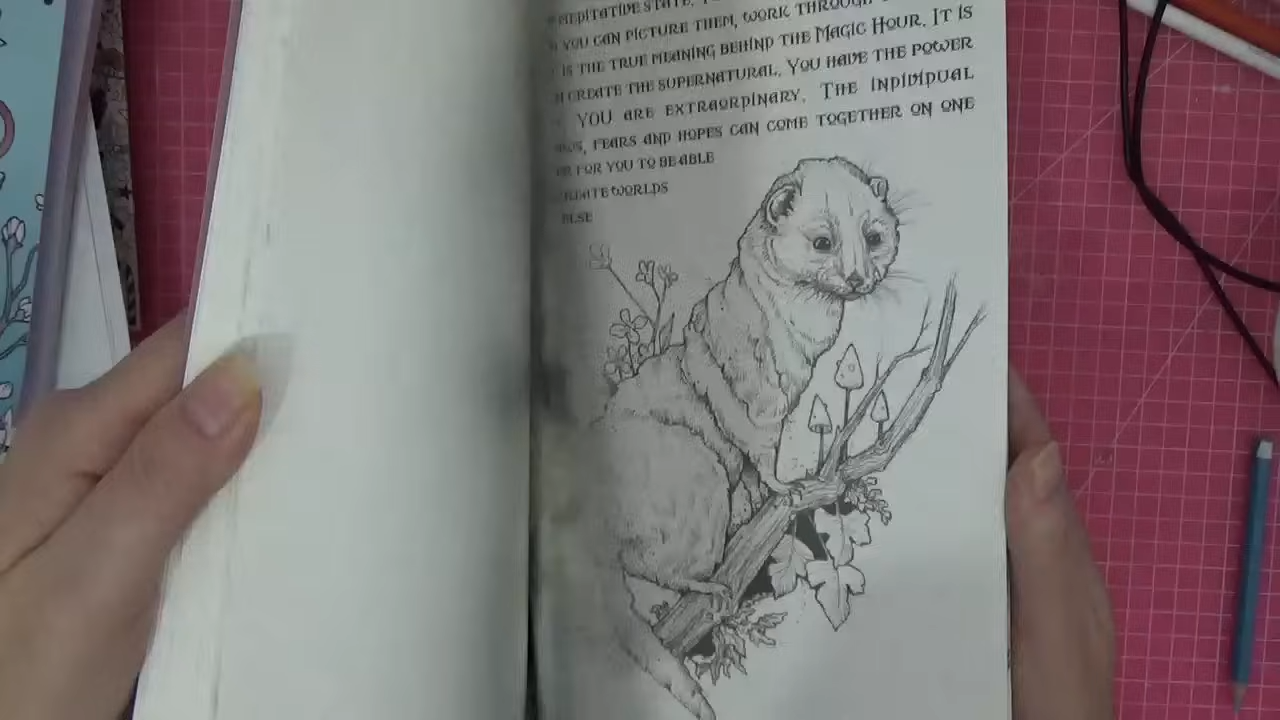 MEDITATIVE STATE.
YOU CAN PICTURE THEM, WORK THROUGH
IS THE TRUE MEANING BEHIND THE MAGIC HOUR. IT IS
CREATE THE SUPERNATURAL. YOU HAVE THE POWER
YOU ARE EXTRAORDINARY. THE INDIVIDUAL
FEARS AND HOPES CAN COME TOGETHER ON ONE
FOR YOU TO BE ABLE
WORLDS
ELSE